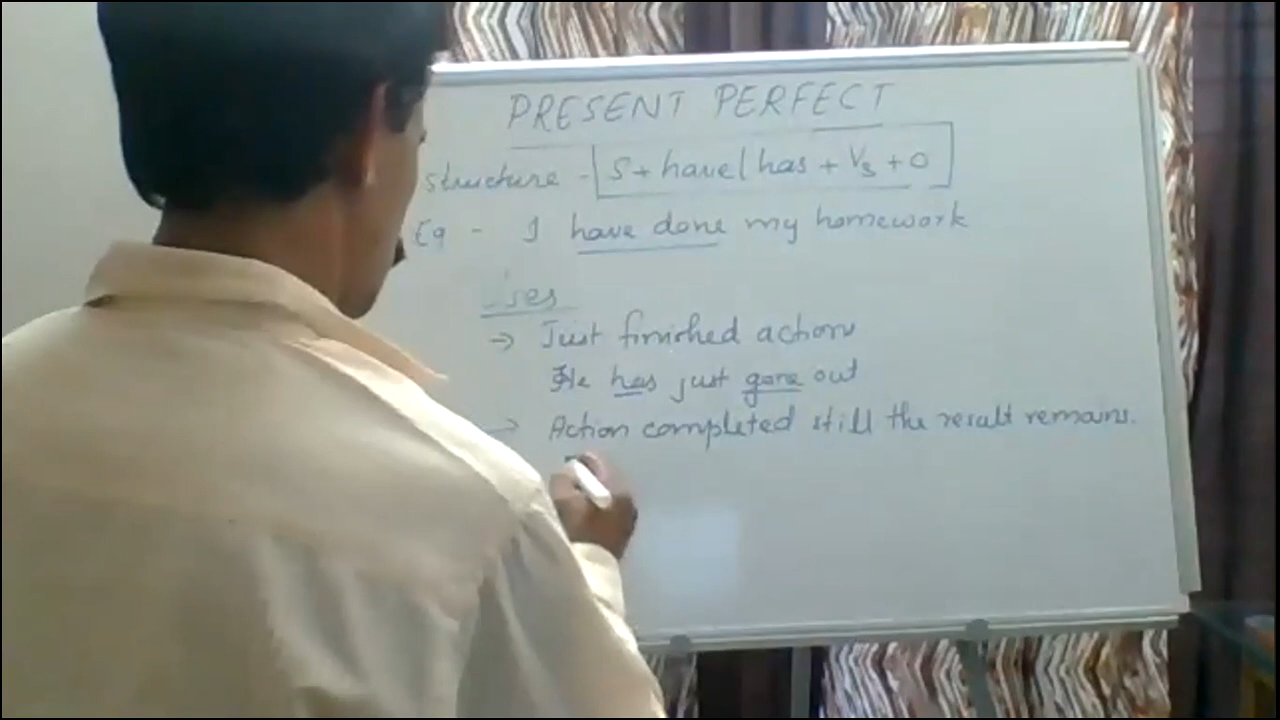 PRESENT PERFECT
structure - S + have / has + V3 + O
Eg - I have done my homework
Uses
→ Just finished action
He has just gone out
→ Action completed still the result remains.